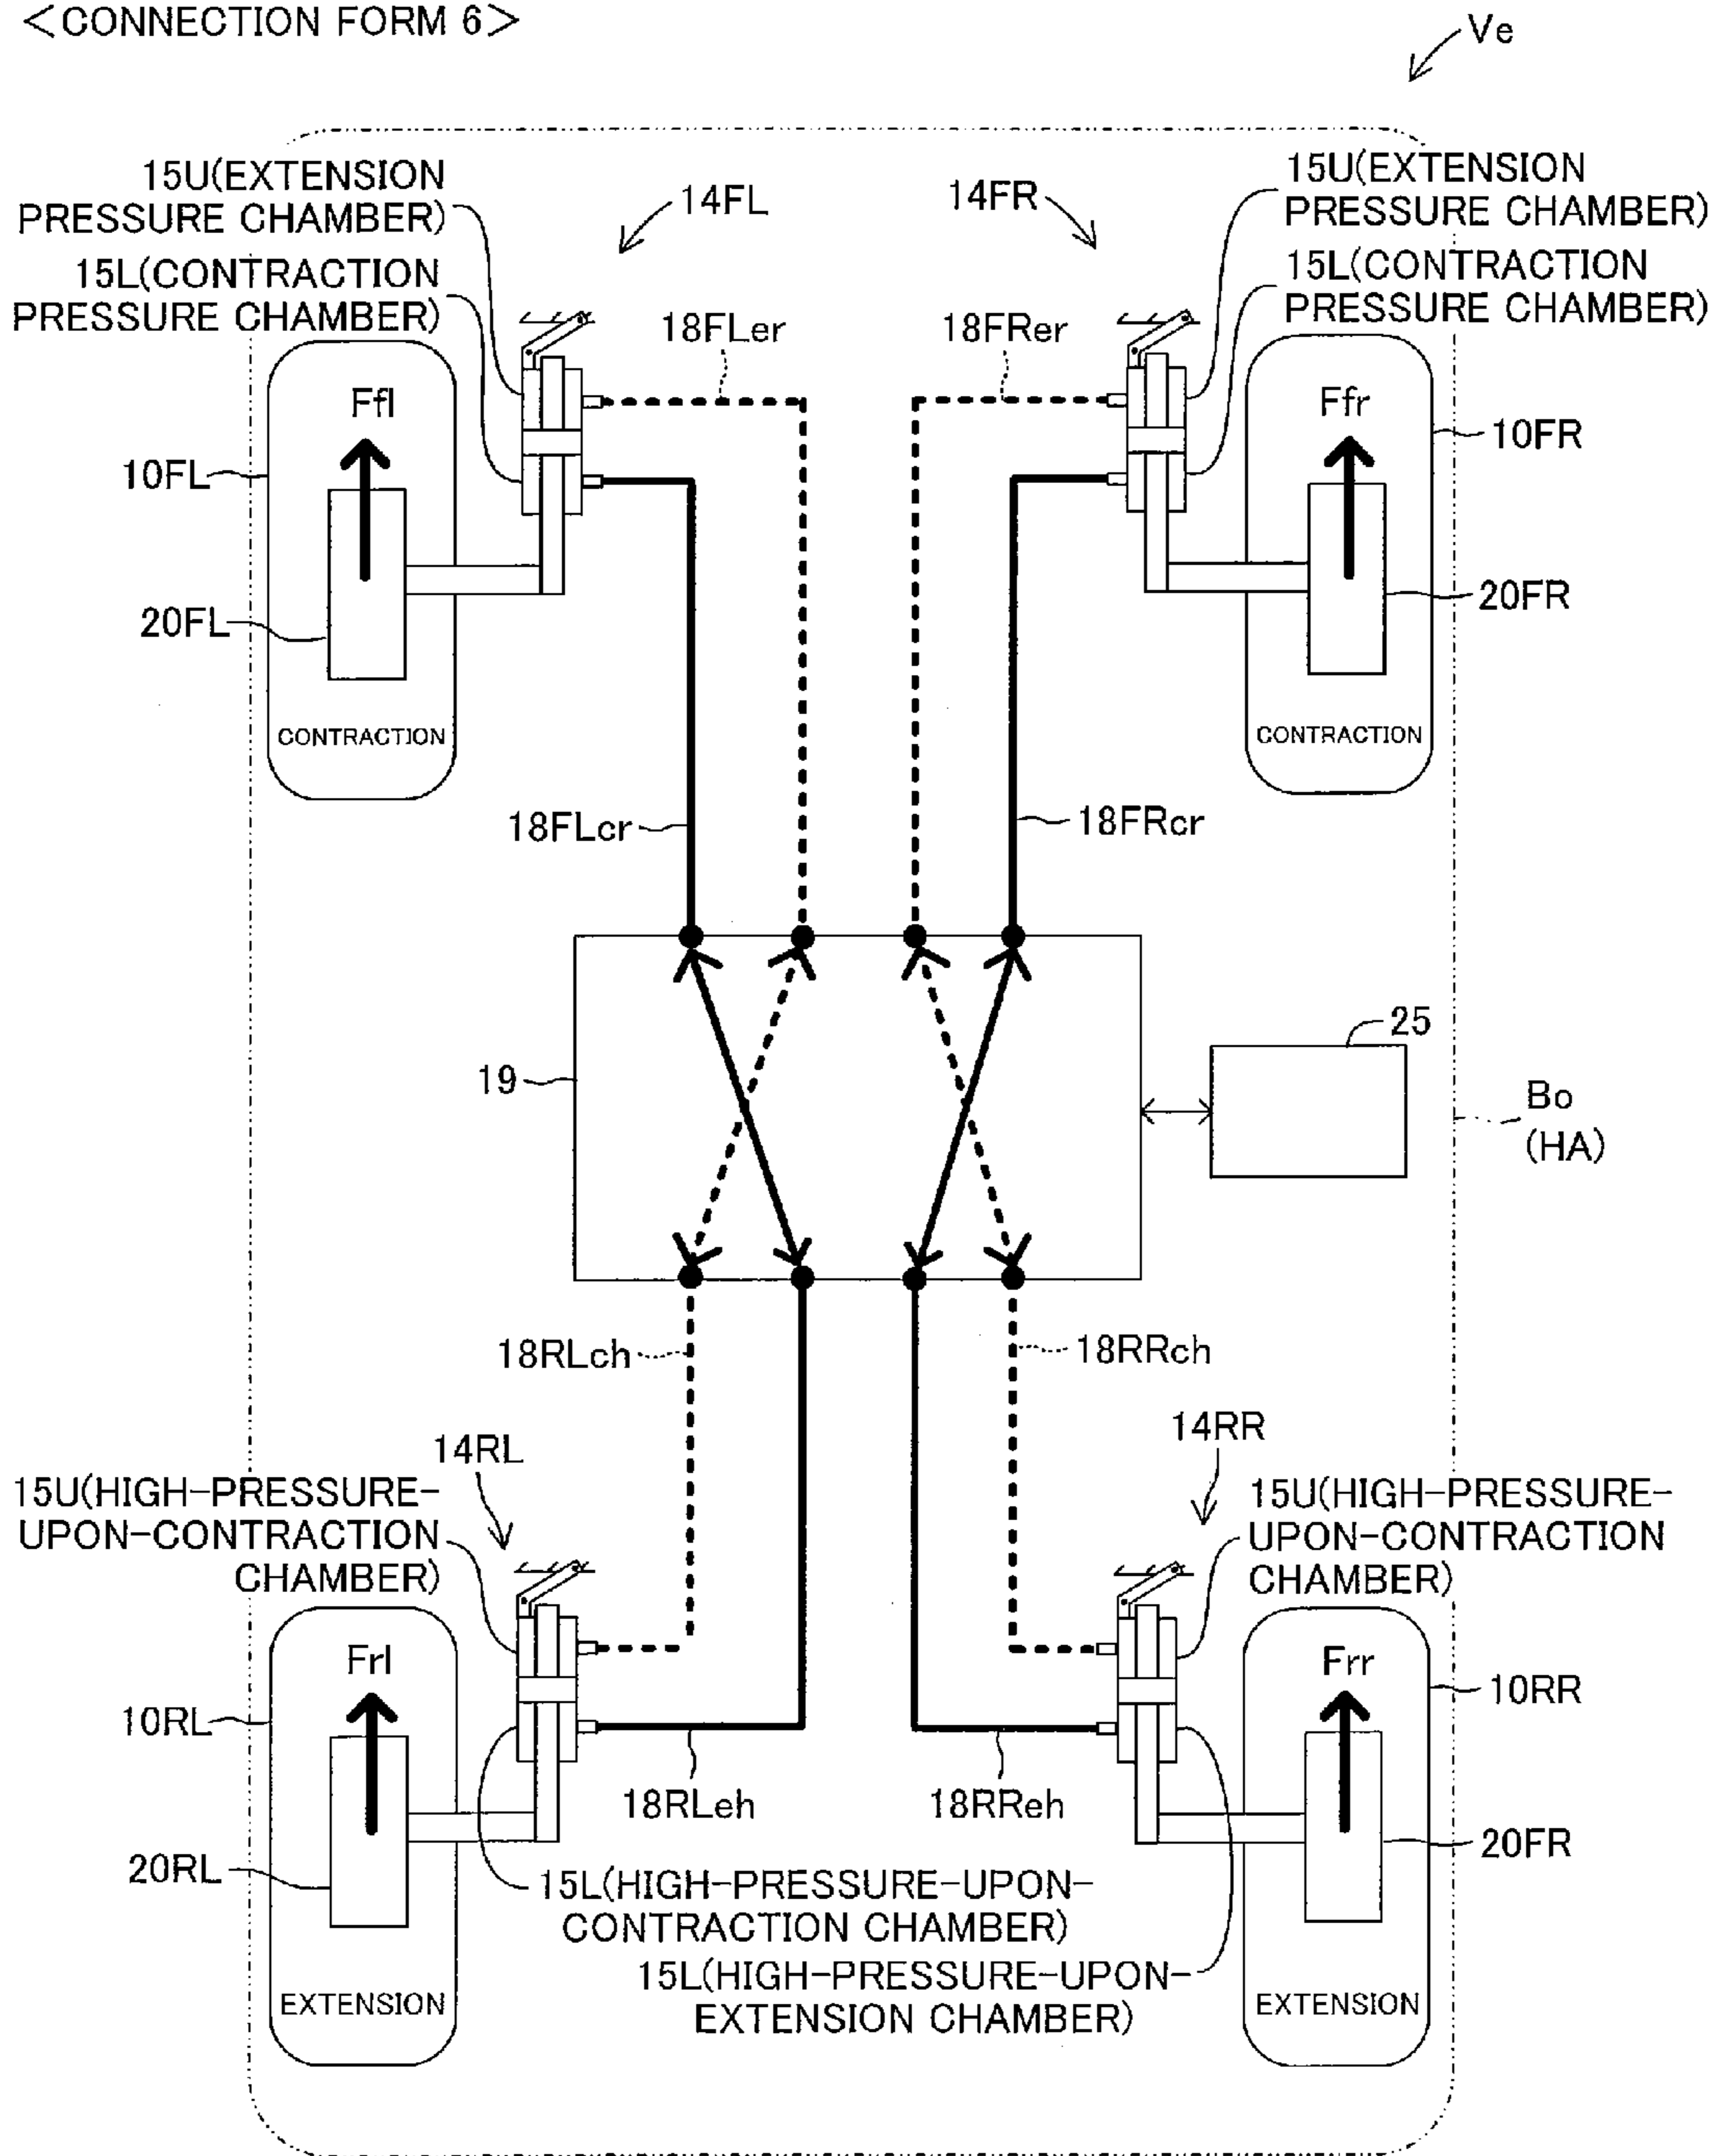 <CONNECTION FORM 6>
Ve
15U(EXTENSION
PRESSURE CHAMBER)
15L(CONTRACTION
PRESSURE CHAMBER)
14FL
14FR
15U(EXTENSION
PRESSURE CHAMBER)
15L(CONTRACTION
PRESSURE CHAMBER)
18FLer
18FRer
Ffl
Ffr
10FL
10FR
20FL
20FR
CONTRACTION
CONTRACTION
18FLcr
18FRcr
19
25
Bo
(HA)
18RLch
18RRch
14RL
14RR
15U(HIGH-PRESSURE-
UPON-CONTRACTION
CHAMBER)
15U(HIGH-PRESSURE-
UPON-CONTRACTION
CHAMBER)
Frl
Frr
10RL
10RR
18RLeh
18RReh
20RL
20FR
15L(HIGH-PRESSURE-UPON-
CONTRACTION CHAMBER)
15L(HIGH-PRESSURE-UPON-
EXTENSION CHAMBER)
EXTENSION
EXTENSION